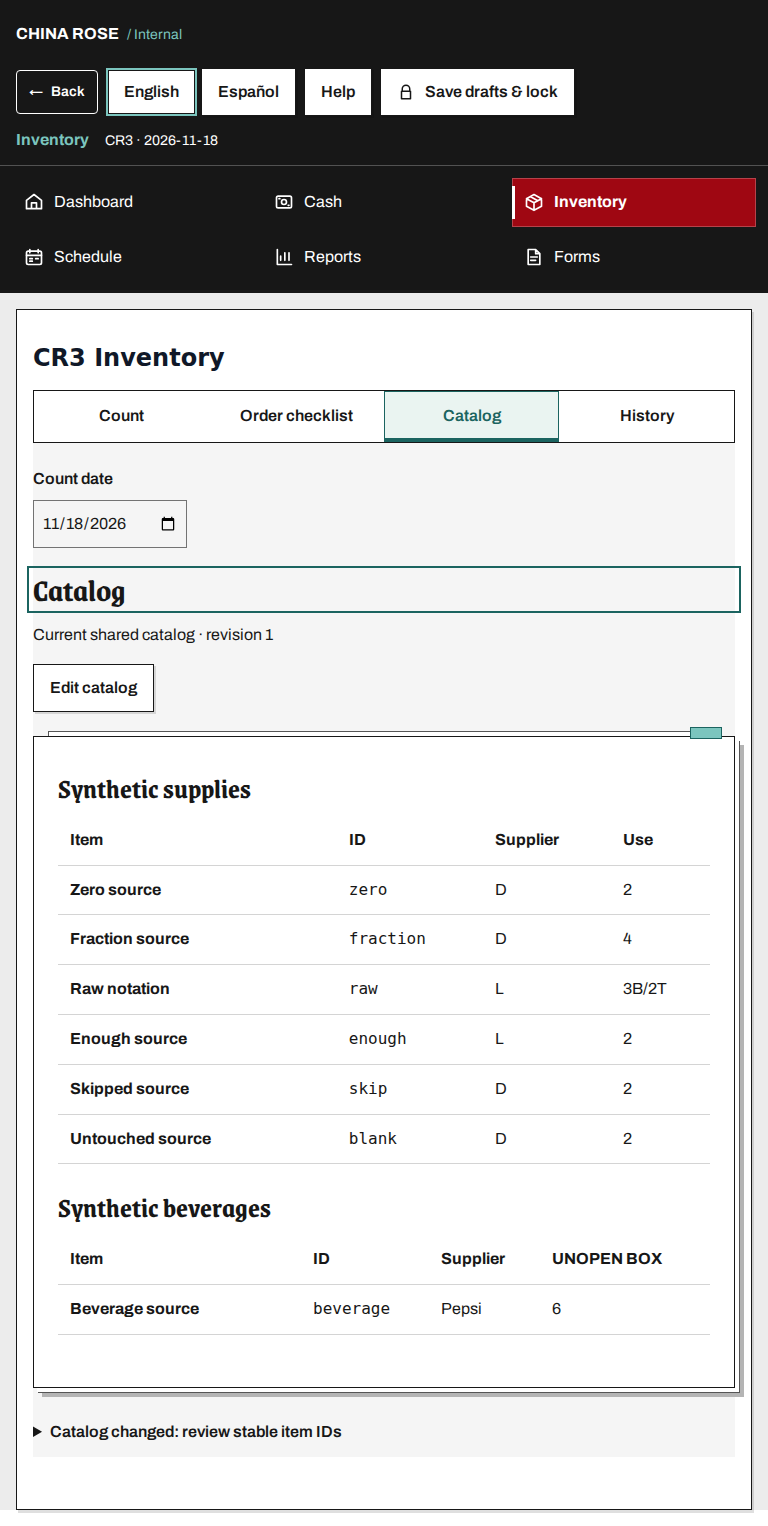 CHINA ROSE / Internal
← Back English Español Help Save drafts & lock
Inventory CR3 · 2026-11-18
Dashboard Cash Inventory
Schedule Reports Forms
CR3 Inventory
Count Order checklist Catalog History
Count date
11/18/2026
Catalog
Current shared catalog · revision 1
Edit catalog
Synthetic supplies
Item ID Supplier Use
Zero source zero D 2
Fraction source fraction D 4
Raw notation raw L 3B/2T
Enough source enough L 2
Skipped source skip D 2
Untouched source blank D 2
Synthetic beverages
Item ID Supplier UNOPEN BOX
Beverage source beverage Pepsi 6
Catalog changed: review stable item IDs